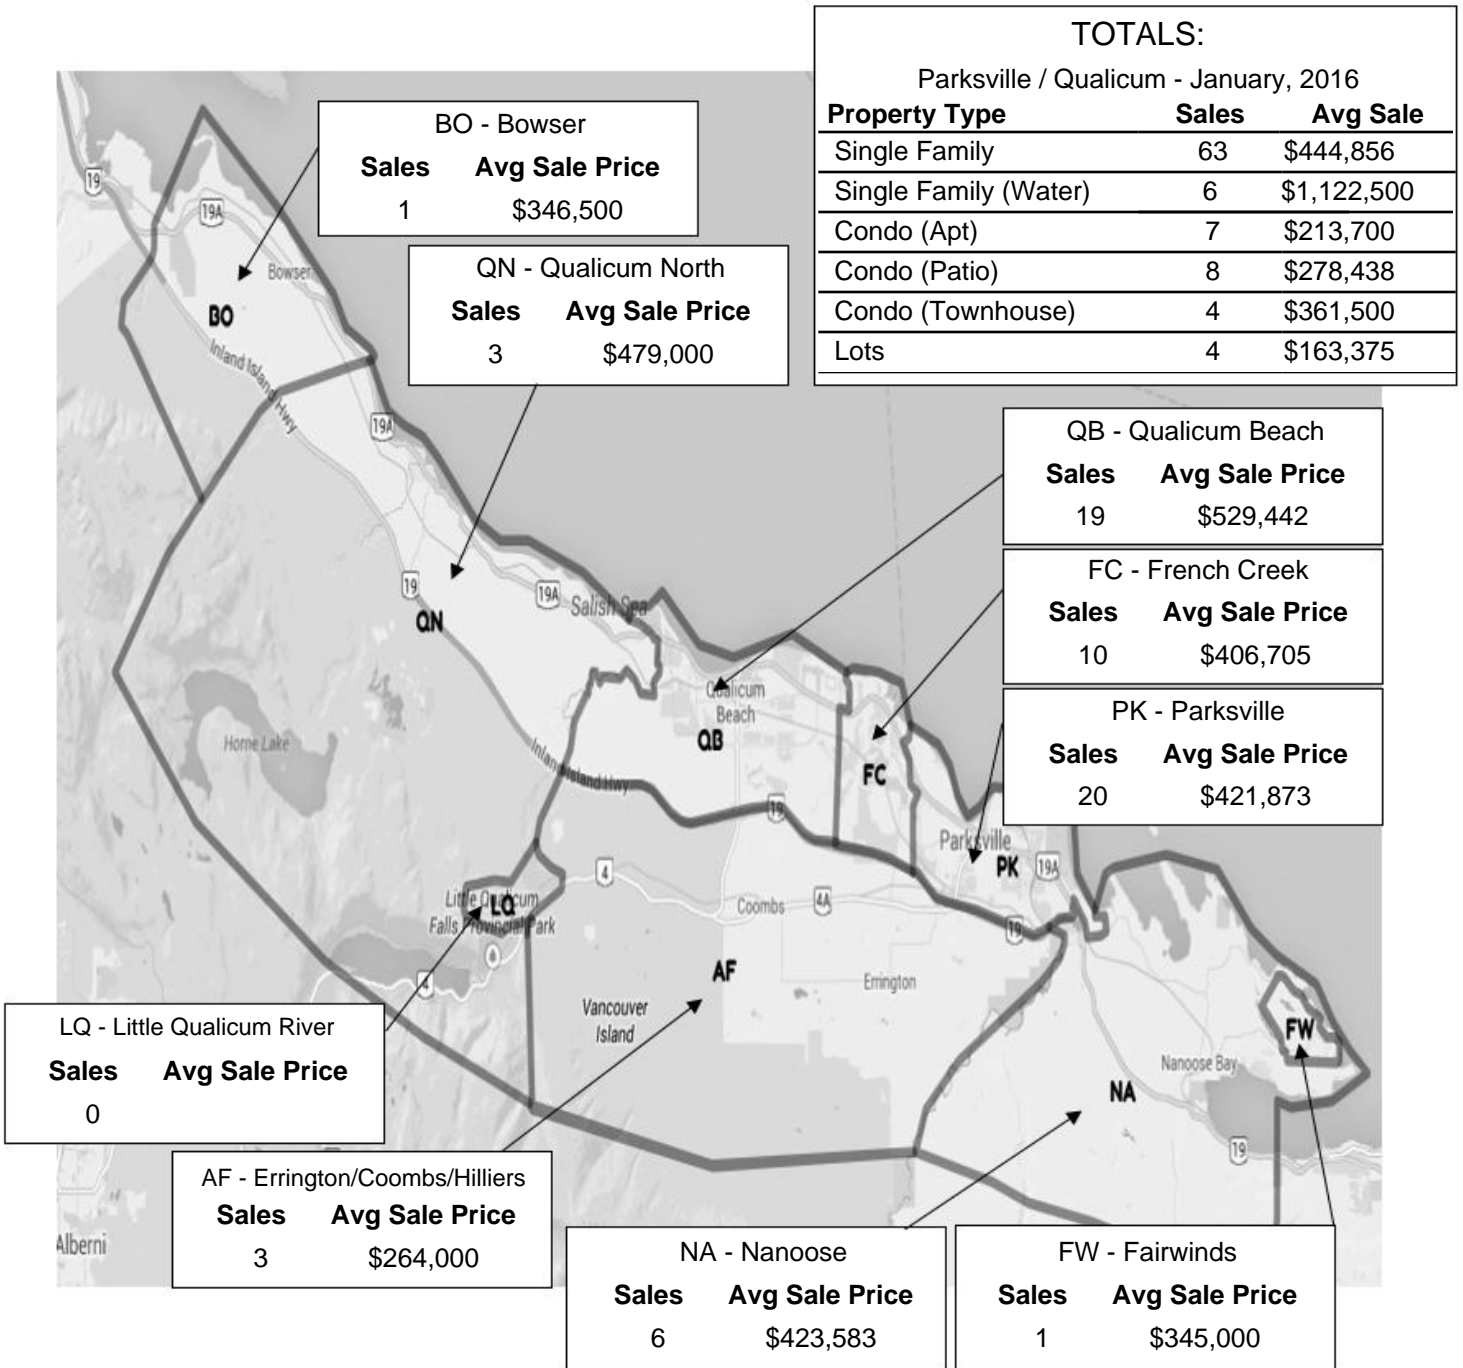 TOTALS:
Parksville / Qualicum - January, 2016
Property Type Sales Avg Sale
Single Family 63 $444,856
Single Family (Water) 6 $1,122,500
Condo (Apt) 7 $213,700
Condo (Patio) 8 $278,438
Condo (Townhouse) 4 $361,500
Lots 4 $163,375
BO - Bowser
Sales Avg Sale Price
1 $346,500
QN - Qualicum North
Sales Avg Sale Price
3 $479,000
QB - Qualicum Beach
Sales Avg Sale Price
19 $529,442
FC - French Creek
Sales Avg Sale Price
10 $406,705
PK - Parksville
Sales Avg Sale Price
20 $421,873
LQ - Little Qualicum River
Sales Avg Sale Price
0
AF - Errington/Coombs/Hilliers
Sales Avg Sale Price
3 $264,000
NA - Nanoose
Sales Avg Sale Price
6 $423,583
FW - Fairwinds
Sales Avg Sale Price
1 $345,000
19
19A
Bowser
BO
Inland Island Hwy
19A
19
19A
Salish Sea
QN
Qualicum
Beach
QB
Horne Lake
Inland Island Hwy
FC
19
Parksville
PK
19A
4
Little Qualicum
Falls Provincial Park
LQ
Coombs
4A
19
6
4
AF
Errington
Vancouver
Island
FW
Nanoose Bay
NA
19
Alberni